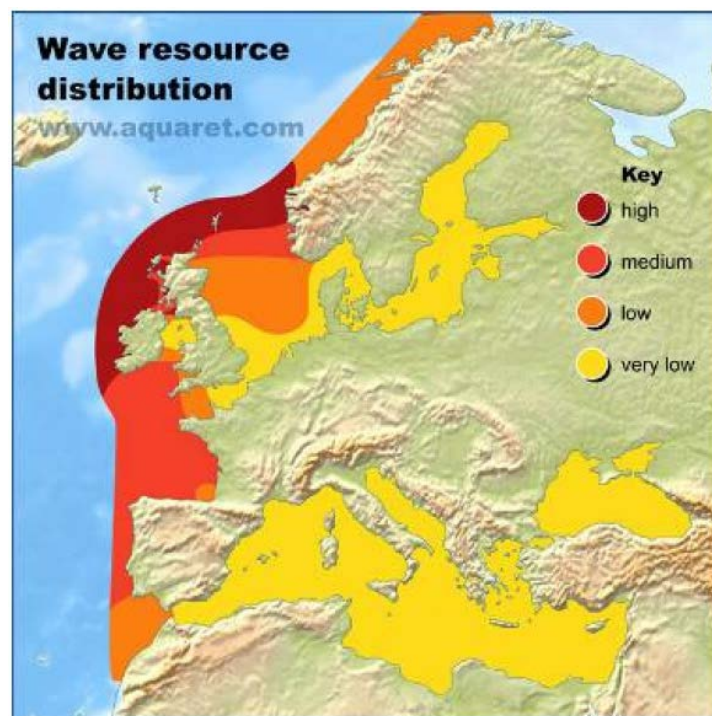 Wave resource
distribution
www.aquaret.com
Key
high
medium
low
very low